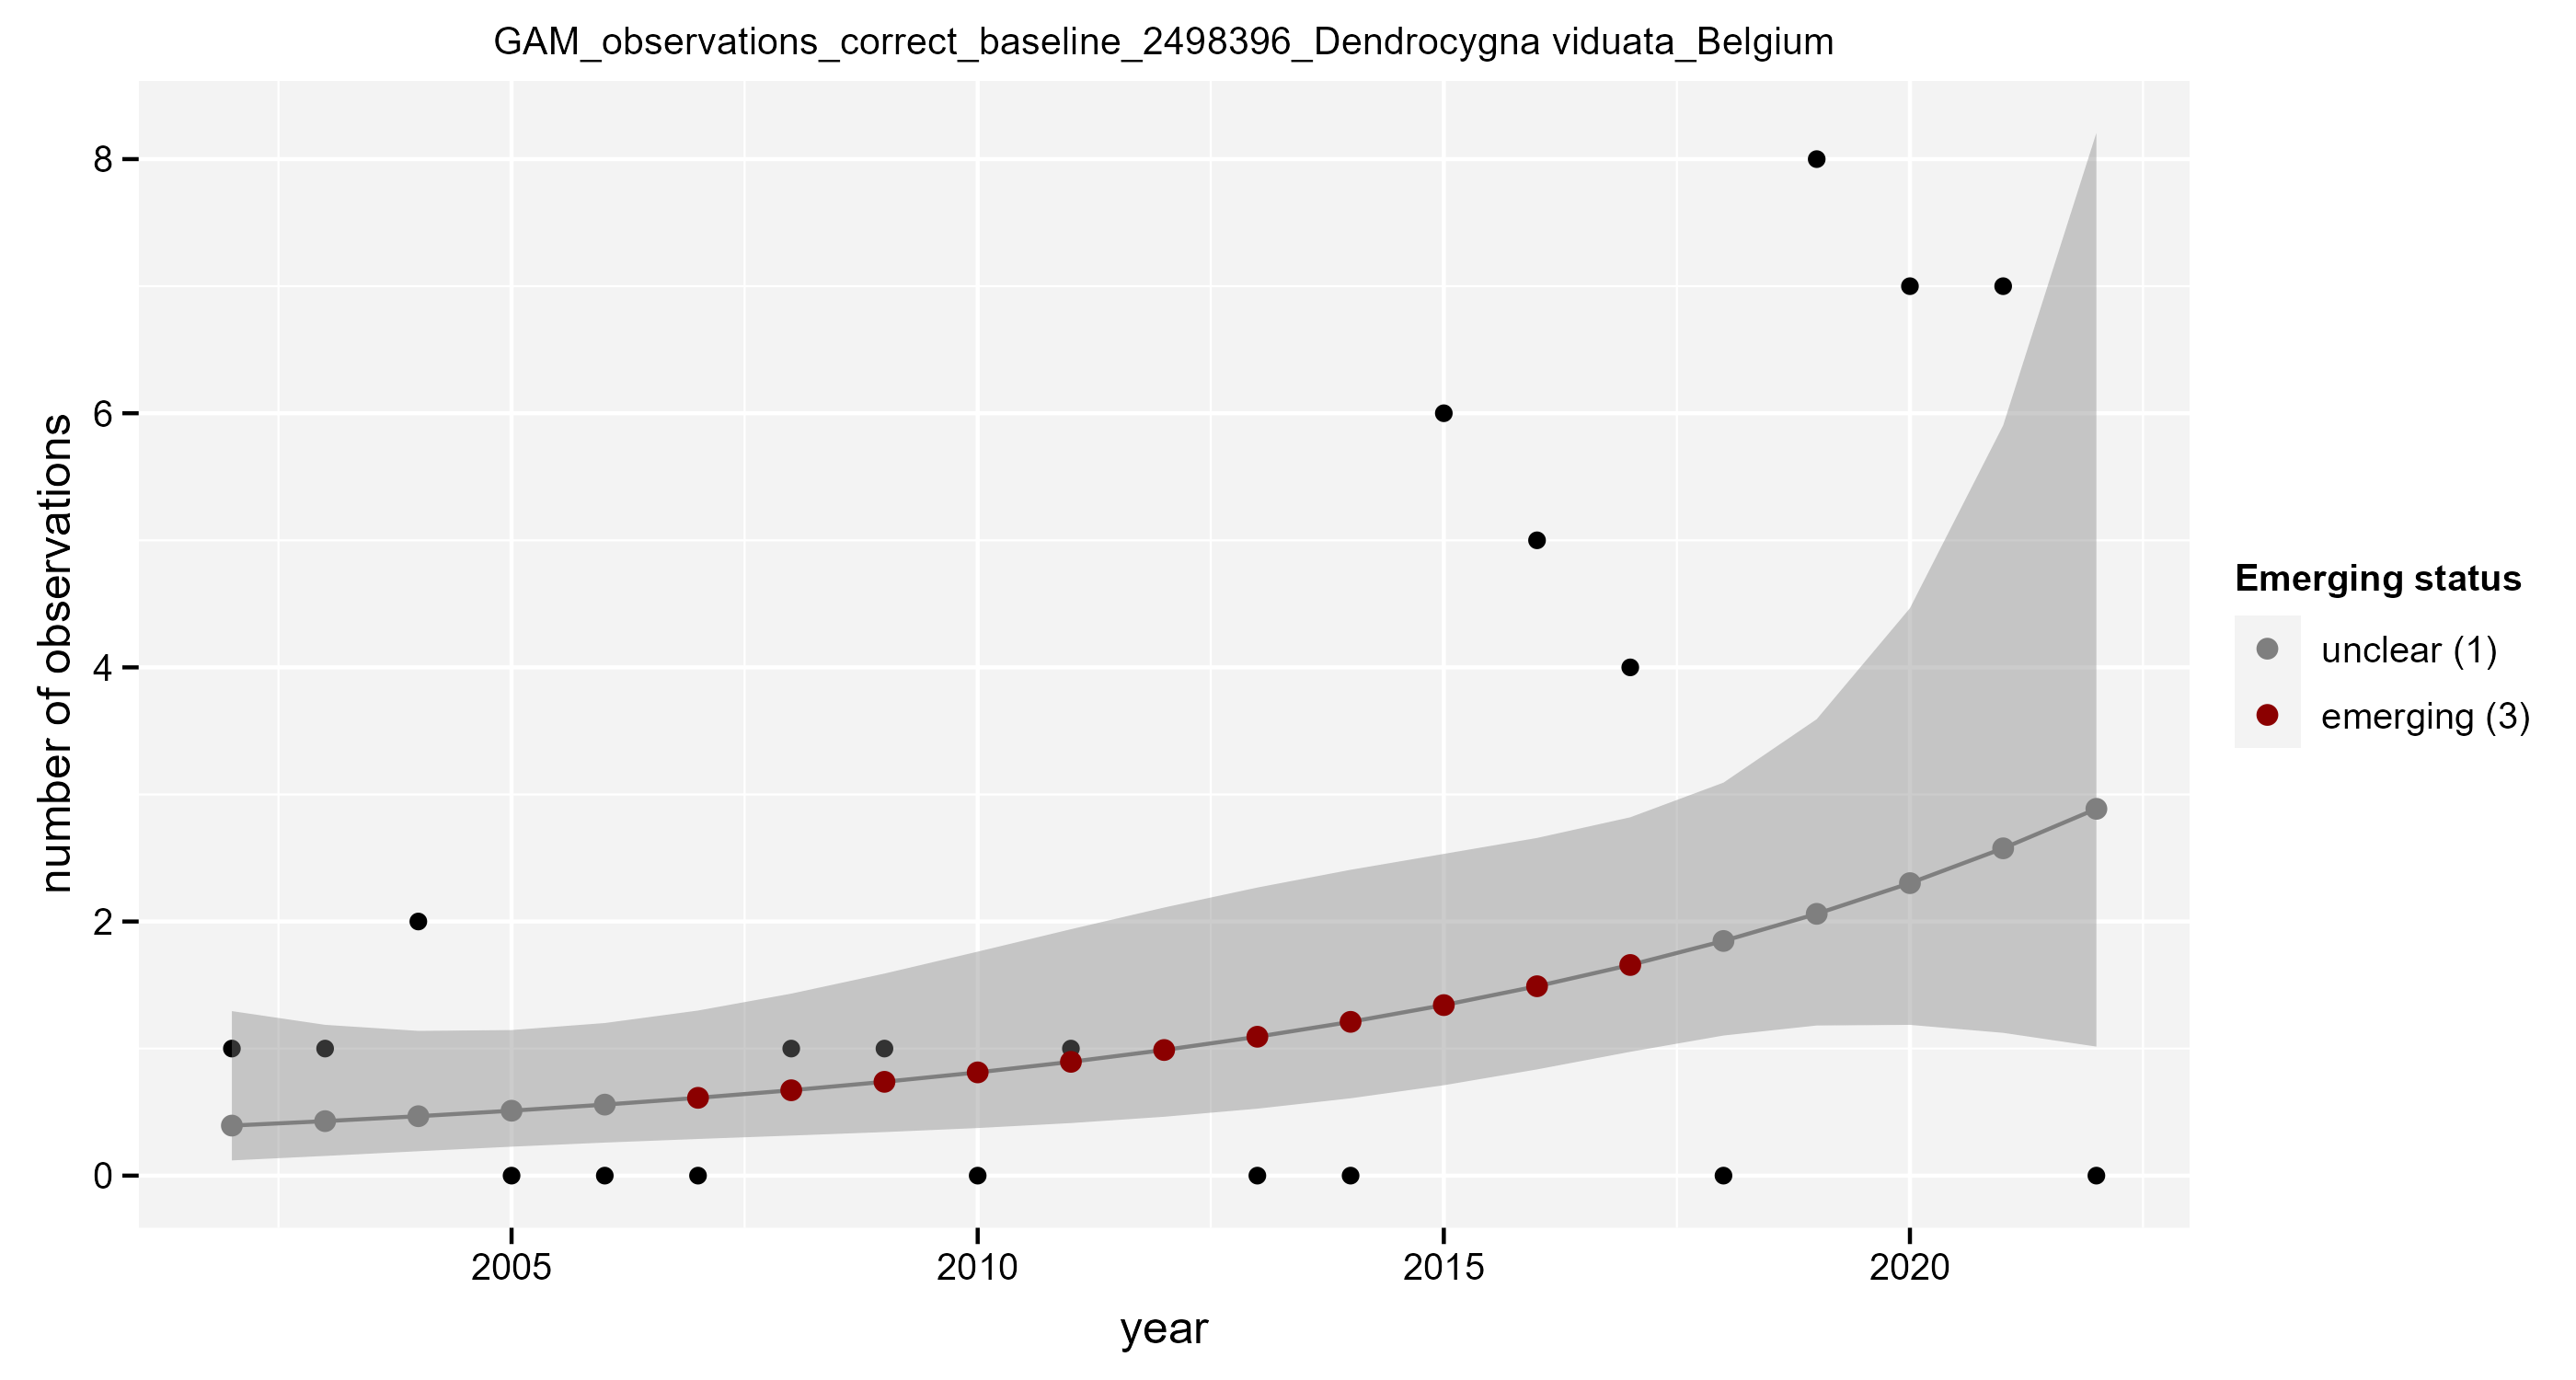 GAM_observations_correct_baseline_2498396_Dendrocygna viduata_Belgium
8
6
4
2
0
number of observations
2005
2010
2015
2020
year
Emerging status
unclear (1)
emerging (3)